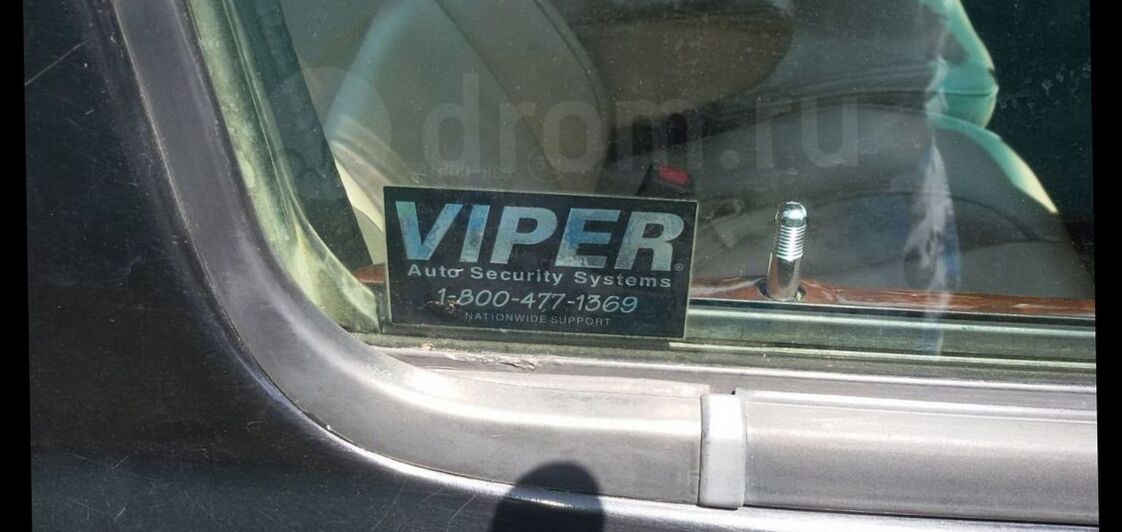 drom.ru
VIPER®
Auto Security Systems
1-800-477-1369
NATIONWIDE SUPPORT